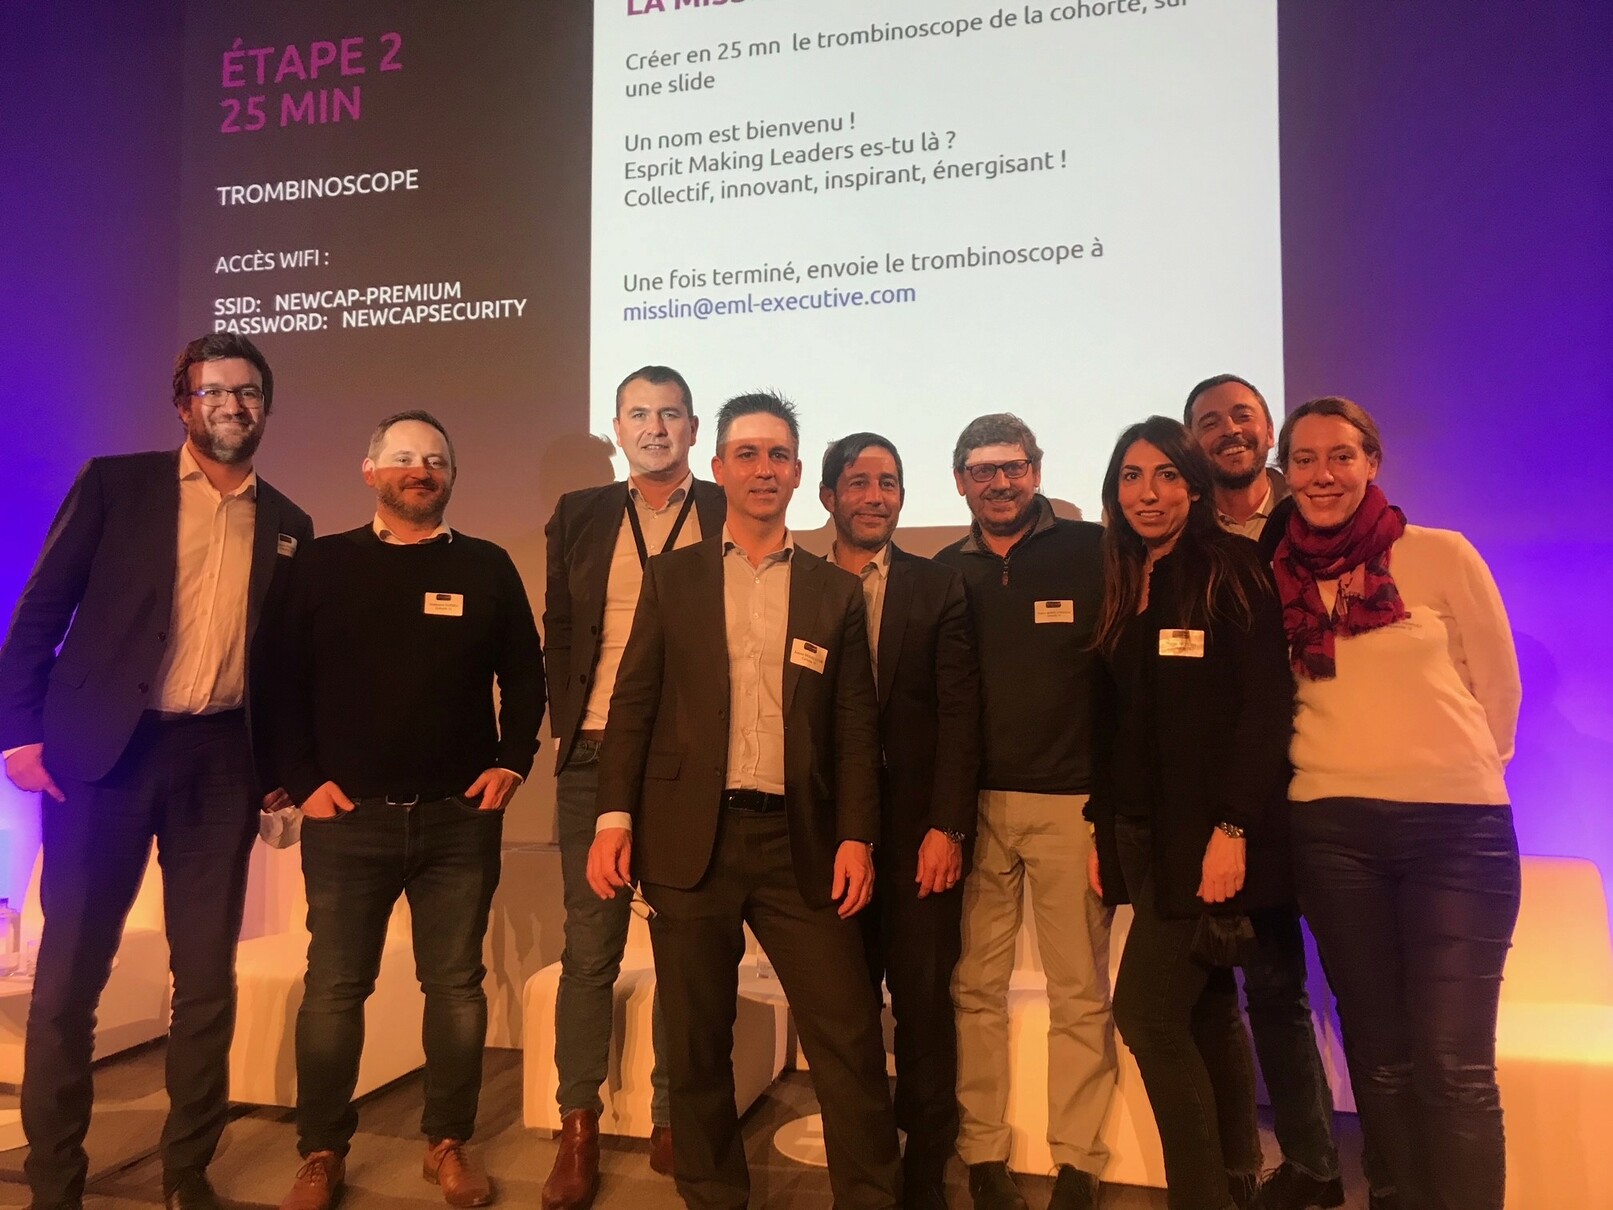 ÉTAPE 2
25 MIN
TROMBINOSCOPE
ACCÈS WIFI :
SSID: NEWCAP-PREMIUM
PASSWORD: NEWCAPSECURITY
LA
Créer en 25 mn le trombinoscope de la cohorte, sur
une slide
Un nom est bienvenu !
Esprit Making Leaders es-tu là ?
Collectif, innovant, inspirant, énergisant !
Une fois terminé, envoie le trombinoscope à
misslin@eml-executive.com